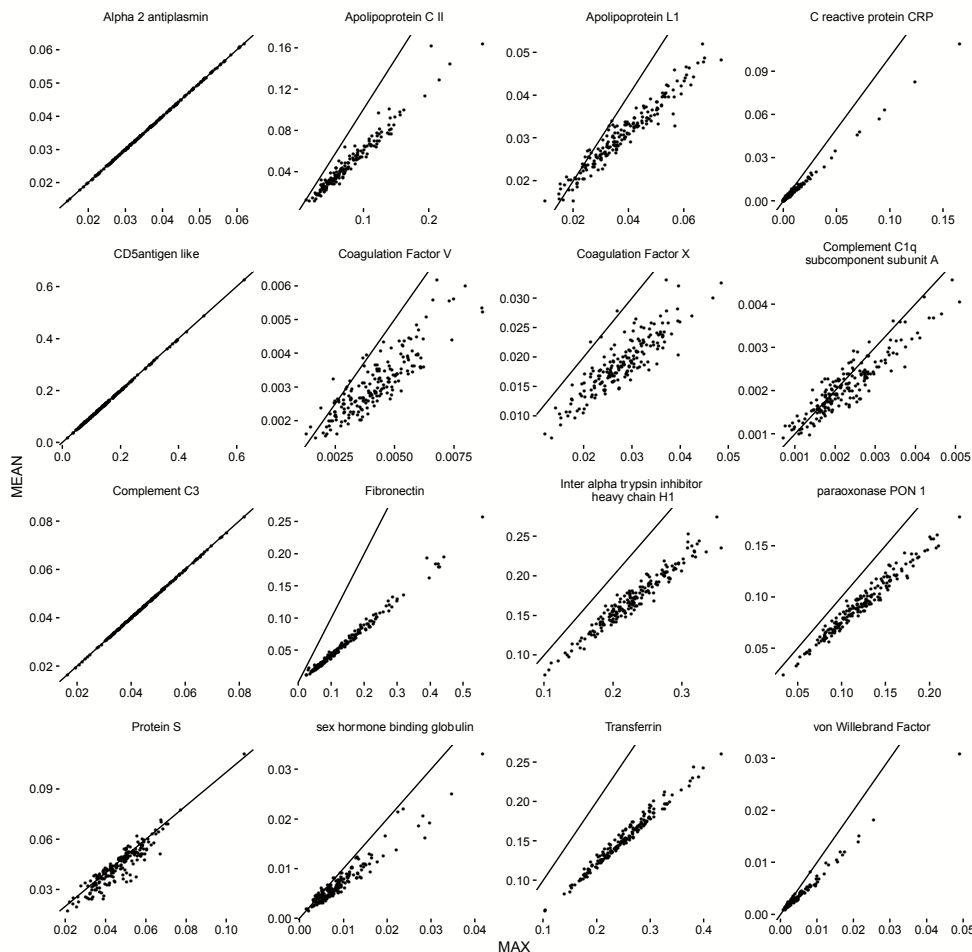 Alpha 2 antiplasmin
Apolipoprotein C II
Apolipoprotein L1
C reactive protein CRP
0.06
0.05
0.04
0.03
0.02
0.02 0.03 0.04 0.05 0.06
0.16
0.12
0.08
0.04
0.1 0.2
0.05
0.04
0.03
0.02
0.02 0.04 0.06
0.09
0.06
0.03
0.00
0.00 0.05 0.10 0.15
CD5antigen like
Coagulation Factor V
Coagulation Factor X
Complement C1q
subcomponent subunit A
0.6
0.4
0.2
0.0
0.0 0.2 0.4 0.6
0.006
0.005
0.004
0.003
0.002
0.0025 0.0050 0.0075
0.030
0.025
0.020
0.015
0.010
0.02 0.03 0.04 0.05
0.004
0.003
0.002
0.001
0.001 0.002 0.003 0.004 0.005
MEAN
Complement C3
Fibronectin
Inter alpha trypsin inhibitor
heavy chain H1
paraoxonase PON 1
0.08
0.06
0.04
0.02
0.02 0.04 0.06 0.08
0.25
0.20
0.15
0.10
0.05
0.0 0.1 0.2 0.3 0.4 0.5
0.25
0.20
0.15
0.10
0.1 0.2 0.3
0.15
0.10
0.05
0.05 0.10 0.15 0.20
Protein S
sex hormone binding globulin
Transferrin
von Willebrand Factor
0.09
0.06
0.03
0.02 0.04 0.06 0.08 0.10
0.03
0.02
0.01
0.00
0.00 0.01 0.02 0.03 0.04
0.25
0.20
0.15
0.10
0.1 0.2 0.3 0.4
0.03
0.02
0.01
0.00
0.00 0.01 0.02 0.03 0.04
MAX